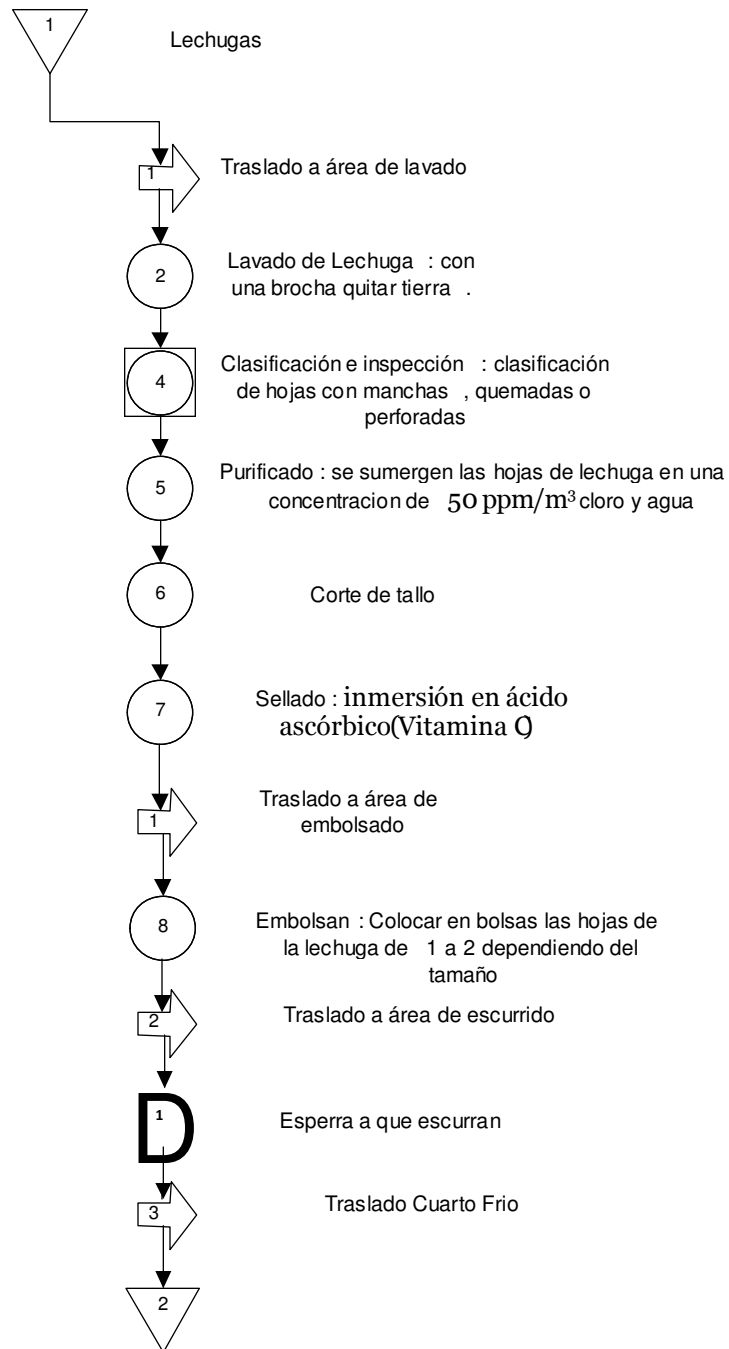 1
Lechugas
1
Traslado a área de lavado
2
Lavado de Lechuga : con
una brocha quitar tierra .
4
Clasificación e inspección : clasificación
de hojas con manchas , quemadas o
perforadas
5
Purificado : se sumergen las hojas de lechuga en una
concentracion de 50 ppm/m³ cloro y agua
6
Corte de tallo
7
Sellado : inmersión en ácido
ascórbico(Vitamina C)
1
Traslado a área de
embolsado
8
Embolsan : Colocar en bolsas las hojas de
la lechuga de 1 a 2 dependiendo del
tamaño
2
Traslado a área de escurrido
D
1
Esperra a que escurran
3
Traslado Cuarto Frio
2